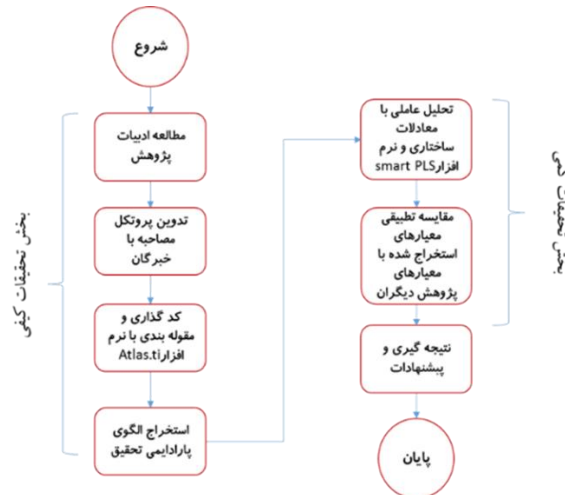 شروع
مطالعه ادبیات
پژوهش
تدوین پروتکل
مصاحبه با
خبرگان
کد گذاری و
مقوله بندی با نرم
افزارAtlas.ti
استخراج الگوی
پارادایمی تحقیق
بخش تحقیقات کیفی
تحلیل عاملی با
معادلات
ساختاری و نرم
افزارsmart PLS
مقایسه تطبیقی
معیارهای
استخراج شده با
معیارهای
پژوهش دیگران
نتیجه گیری و
پیشنهادات
پایان
بخش تحقیقات کمی